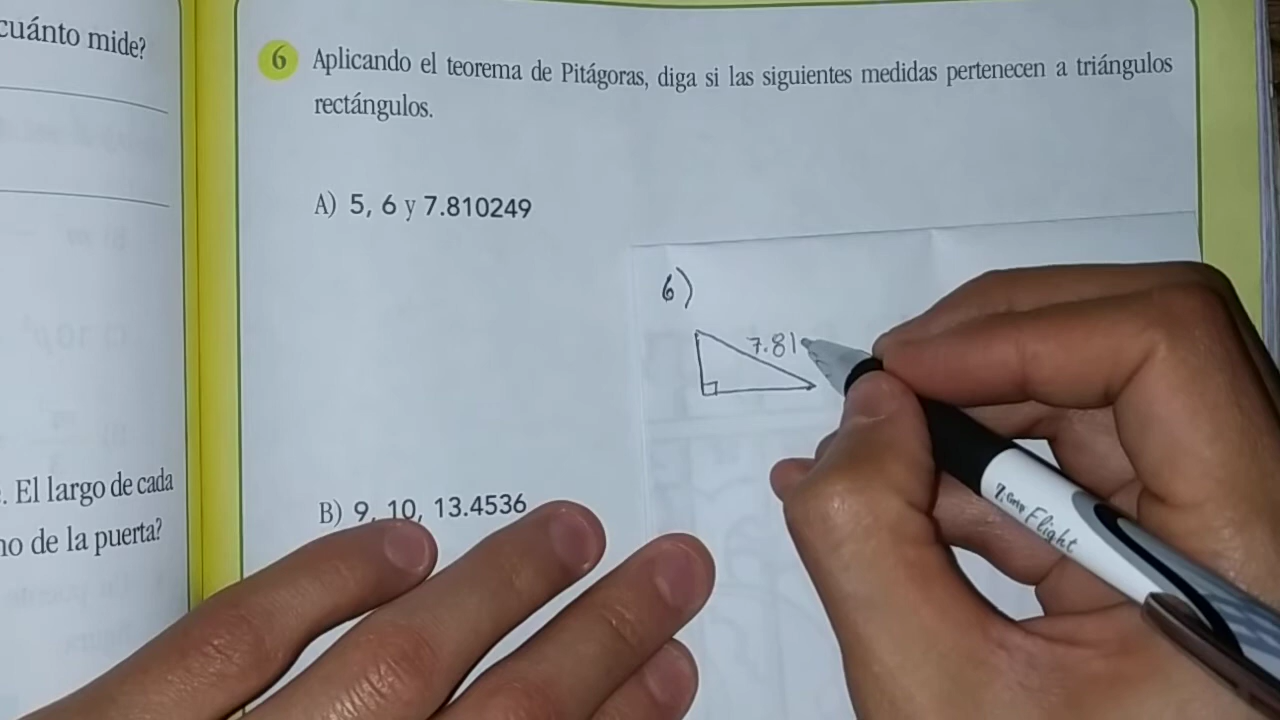 cuánto mide?
. El largo de cada
no de la puerta?
6 Aplicando el teorema de Pitágoras, diga si las siguientes medidas pertenecen a triángulos
rectángulos.
A) 5, 6 y 7.810249
6)
7.81
B) 9, 10, 13.4536
Flight